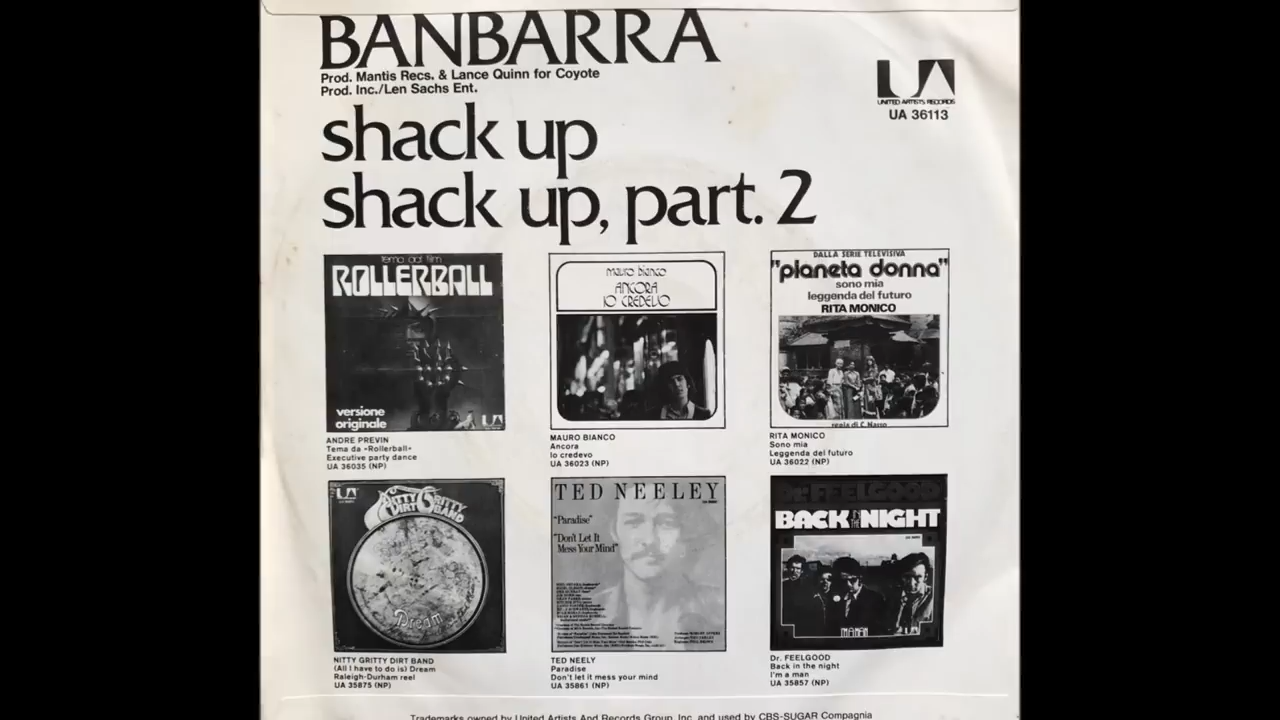 BANBARRA
Prod. Mantis Recs. & Lance Quinn for Coyote
Prod. Inc./Len Sachs Ent.
UA
UNITED ARTISTS RECORDS
UA 36113
shack up
shack up, part. 2
Tema dal film
ROLLERBALL
versione
originale
UA
ANDRE PREVIN
Tema da «Rollerball»
Executive party dance
UA 36035 (NP)
mauro bianco
ANCORA
IO CREDEVO
MAURO BIANCO
Ancora
Io credevo
UA 36023 (NP)
DALLA SERIE TELEVISIVA
"pianeta donna"
sono mia
leggenda del futuro
RITA MONICO
regia di C. Nasso
RITA MONICO
Sono mia
Leggenda del futuro
UA 36022 (NP)
UA
NITTY GRITTY
DIRT BAND
Dream
NITTY GRITTY DIRT BAND
(All I have to do is) Dream
Raleigh-Durham reel
UA 35875 (NP)
TED NEELEY
"Paradise"
"Don't Let It
Mess Your Mind"
TED NEELY
Paradise
Don't let it mess your mind
UA 35861 (NP)
Dr. FEELGOOD
BACK IN THE NIGHT
Dr. FEELGOOD
Back in the night
I'm a man
UA 35857 (NP)
Trademarks owned by United Artists And Records Group, Inc. and used by CBS-SUGAR Compagnia